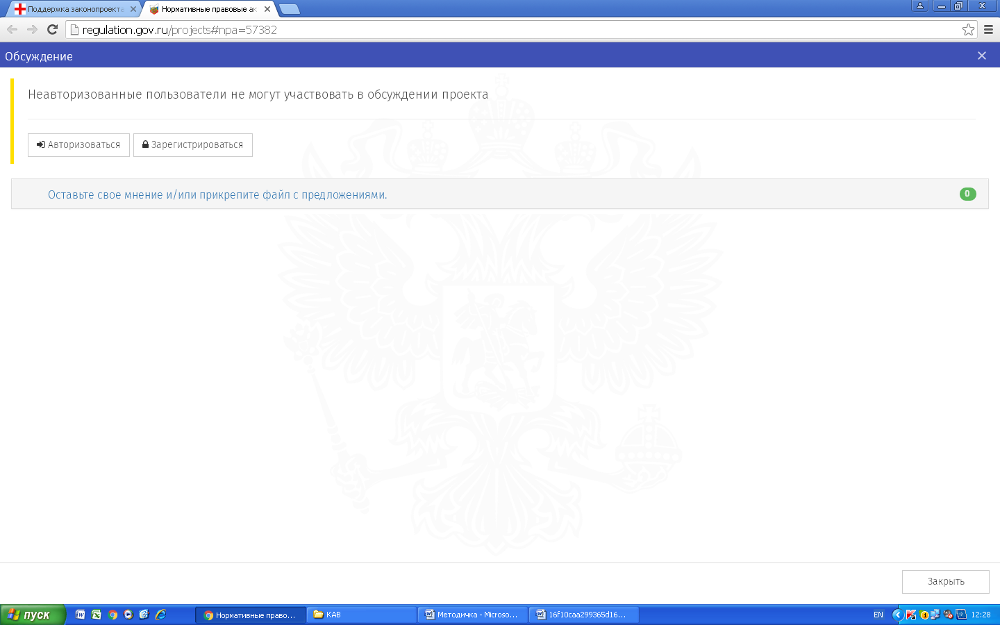 Поддержка законопроекта
Нормативные правовые ак
regulation.gov.ru/projects#npa=57382
Обсуждение
Неавторизованные пользователи не могут участвовать в обсуждении проекта
Авторизоваться
Зарегистрироваться
Оставьте свое мнение и/или прикрепите файл с предложениями.
0
Закрыть
пуск
Нормативные право...
КАВ
Методичка - Microso...
16f10caa299365d16...
EN
12:28